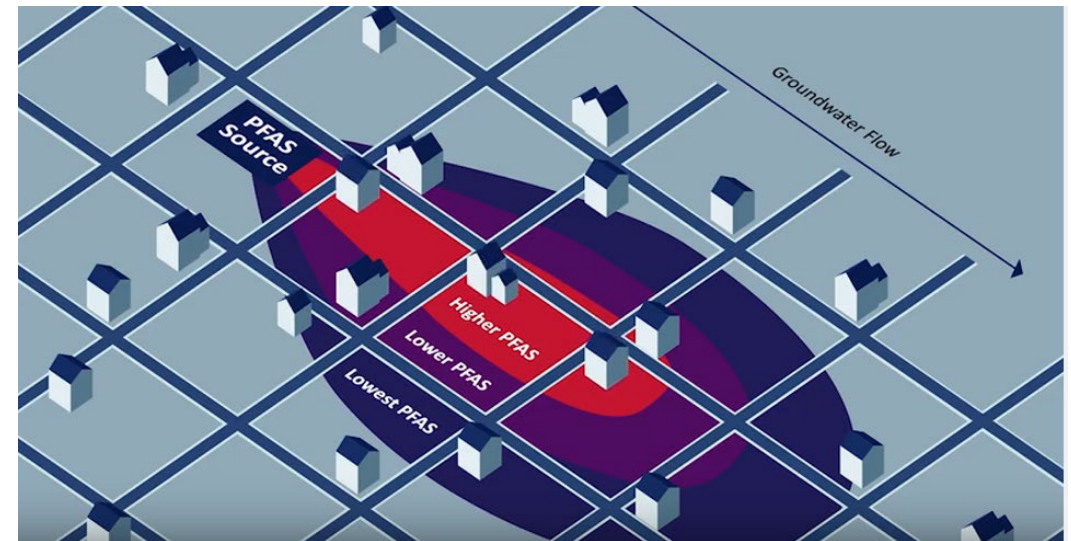 Groundwater Flow
PFAS
Source
Higher PFAS
Lower PFAS
Lowest PFAS